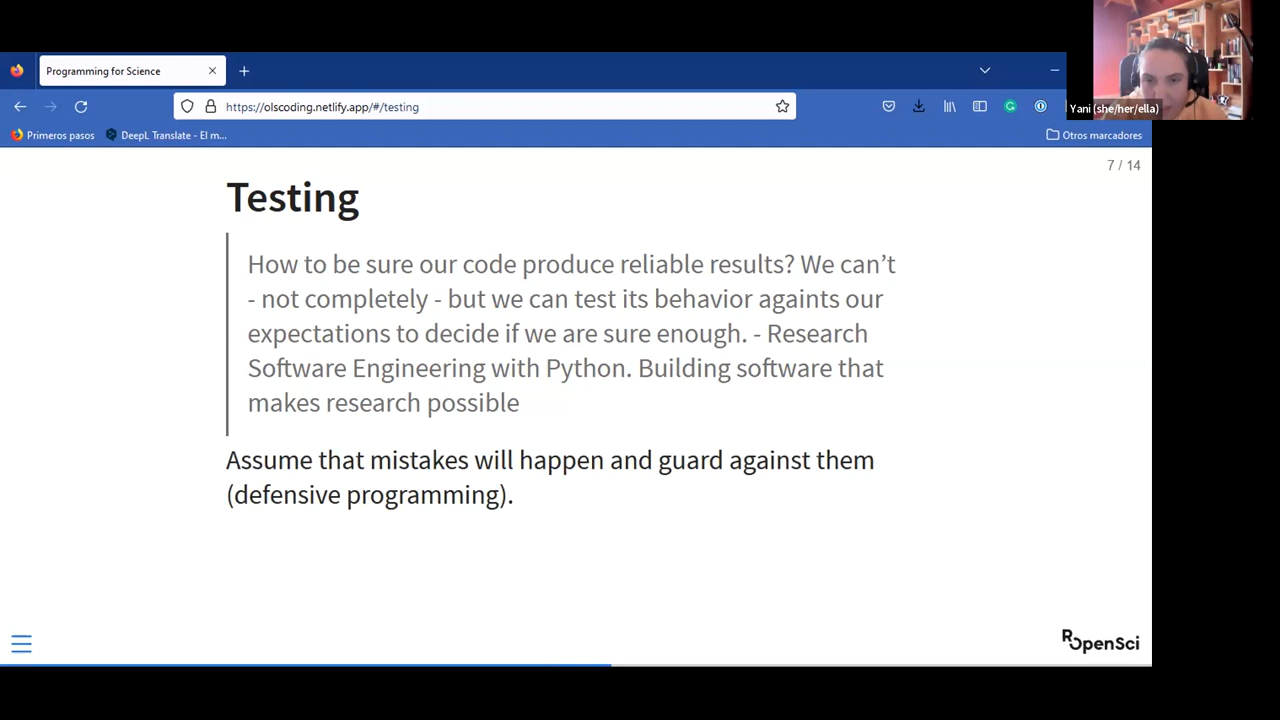 Programming for Science
https://olscoding.netlify.app/#/testing
Primeros pasos
DeepL Translate - El m...
Otros marcadores
Yani (she/her/ella)
7 / 14
Testing
How to be sure our code produce reliable results? We can’t
- not completely - but we can test its behavior againts our
expectations to decide if we are sure enough. - Research
Software Engineering with Python. Building software that
makes research possible
Assume that mistakes will happen and guard against them
(defensive programming).
ROpenSci